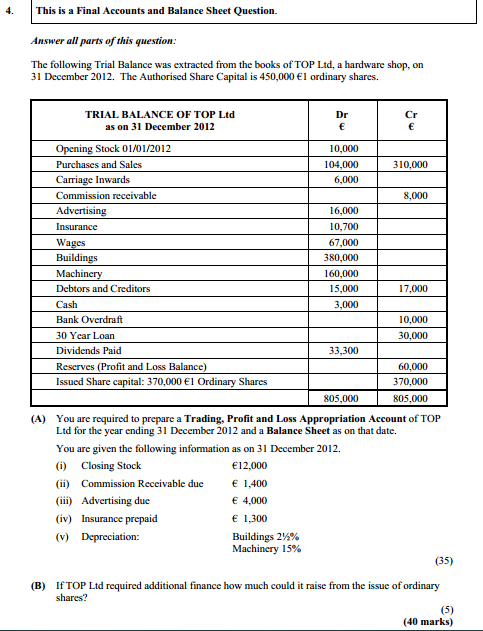 4. This is a Final Accounts and Balance Sheet Question.
Answer all parts of this question:
The following Trial Balance was extracted from the books of TOP Ltd, a hardware shop, on
31 December 2012. The Authorised Share Capital is 450,000 €1 ordinary shares.
TRIAL BALANCE OF TOP Ltd Dr Cr
as on 31 December 2012 € €
Opening Stock 01/01/2012 10,000
Purchases and Sales 104,000 310,000
Carriage Inwards 6,000
Commission receivable 8,000
Advertising 16,000
Insurance 10,700
Wages 67,000
Buildings 380,000
Machinery 160,000
Debtors and Creditors 15,000 17,000
Cash 3,000
Bank Overdraft 10,000
30 Year Loan 30,000
Dividends Paid 33,300
Reserves (Profit and Loss Balance) 60,000
Issued Share capital: 370,000 €1 Ordinary Shares 370,000
805,000 805,000
(A) You are required to prepare a Trading, Profit and Loss Appropriation Account of TOP
Ltd for the year ending 31 December 2012 and a Balance Sheet as on that date.
You are given the following information as on 31 December 2012.
(i) Closing Stock €12,000
(ii) Commission Receivable due € 1,400
(iii) Advertising due € 4,000
(iv) Insurance prepaid € 1,300
(v) Depreciation: Buildings 2½%
Machinery 15%
(35)
(B) If TOP Ltd required additional finance how much could it raise from the issue of ordinary
shares?
(5)
(40 marks)